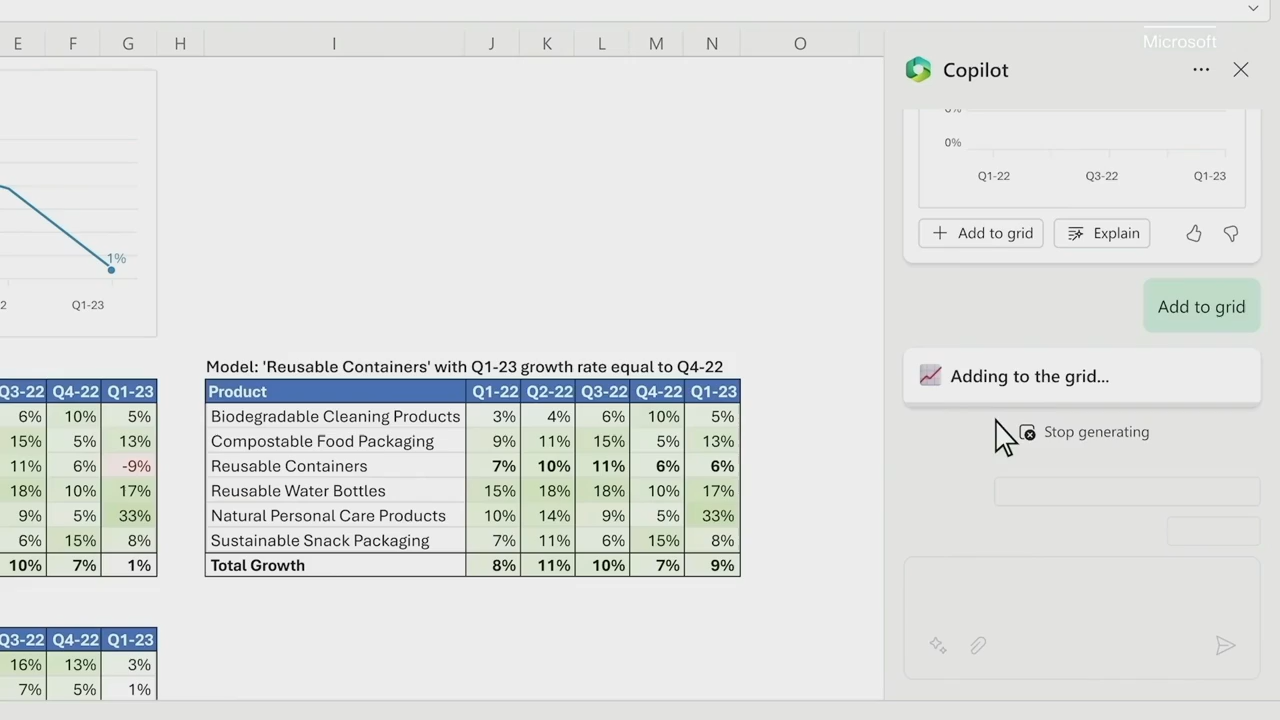 Microsoft
E F G H I J K L M N O
Copilot
0%
Q1-22 Q3-22 Q1-23
Add to grid Explain
1%
Q1-23
Add to grid
Model: 'Reusable Containers' with Q1-23 growth rate equal to Q4-22
Adding to the grid...
Stop generating
Q3-22 Q4-22 Q1-23 Product Q1-22 Q2-22 Q3-22 Q4-22 Q1-23
6% 10% 5% Biodegradable Cleaning Products 3% 4% 6% 10% 5%
15% 5% 13% Compostable Food Packaging 9% 11% 15% 5% 13%
11% 6% -9% Reusable Containers 7% 10% 11% 6% 6%
18% 10% 17% Reusable Water Bottles 15% 18% 18% 10% 17%
9% 5% 33% Natural Personal Care Products 10% 14% 9% 5% 33%
6% 15% 8% Sustainable Snack Packaging 7% 11% 6% 15% 8%
10% 7% 1% Total Growth 8% 11% 10% 7% 9%
Q3-22 Q4-22 Q1-23
16% 13% 3%
7% 5% 1%